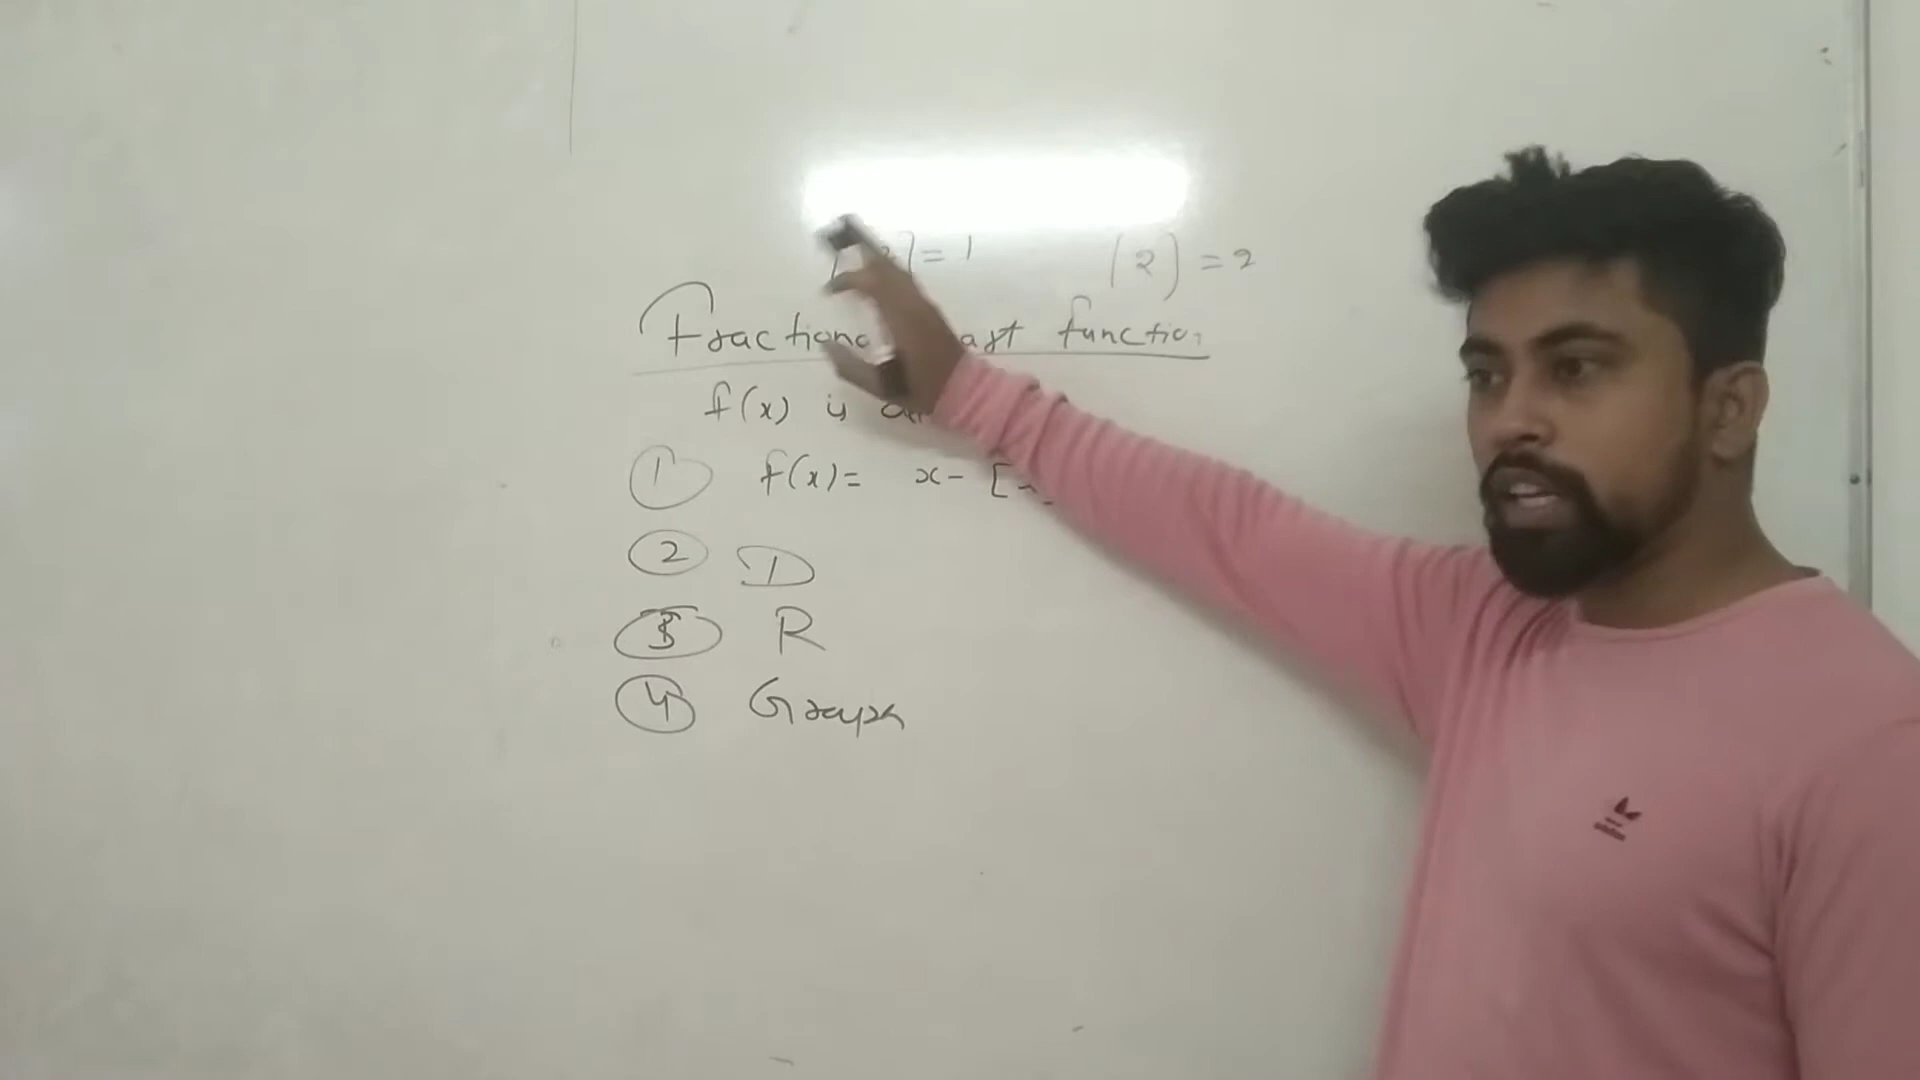 ] = 1 [2] = 2
Fractional part function
f(x) is
① f(x) = x - [x]
② D
③ R
④ Graph